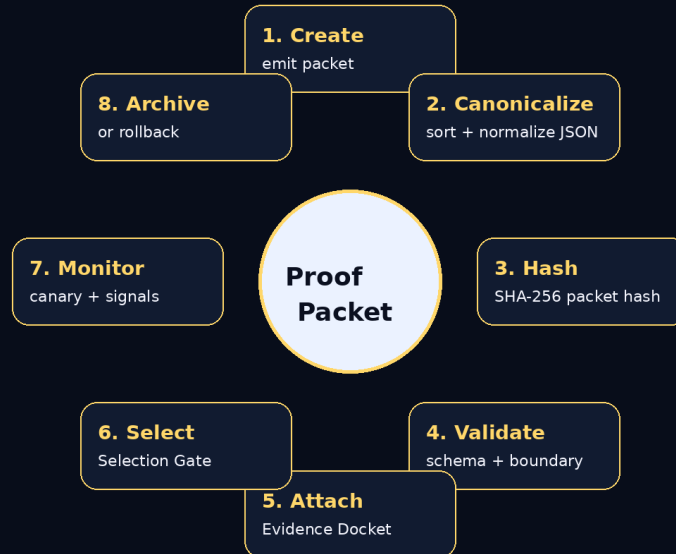 1. Create
emit packet
2. Canonicalize
sort + normalize JSON
3. Hash
SHA-256 packet hash
4. Validate
schema + boundary
5. Attach
Evidence Docket
6. Select
Selection Gate
7. Monitor
canary + signals
8. Archive
or rollback
Proof
Packet